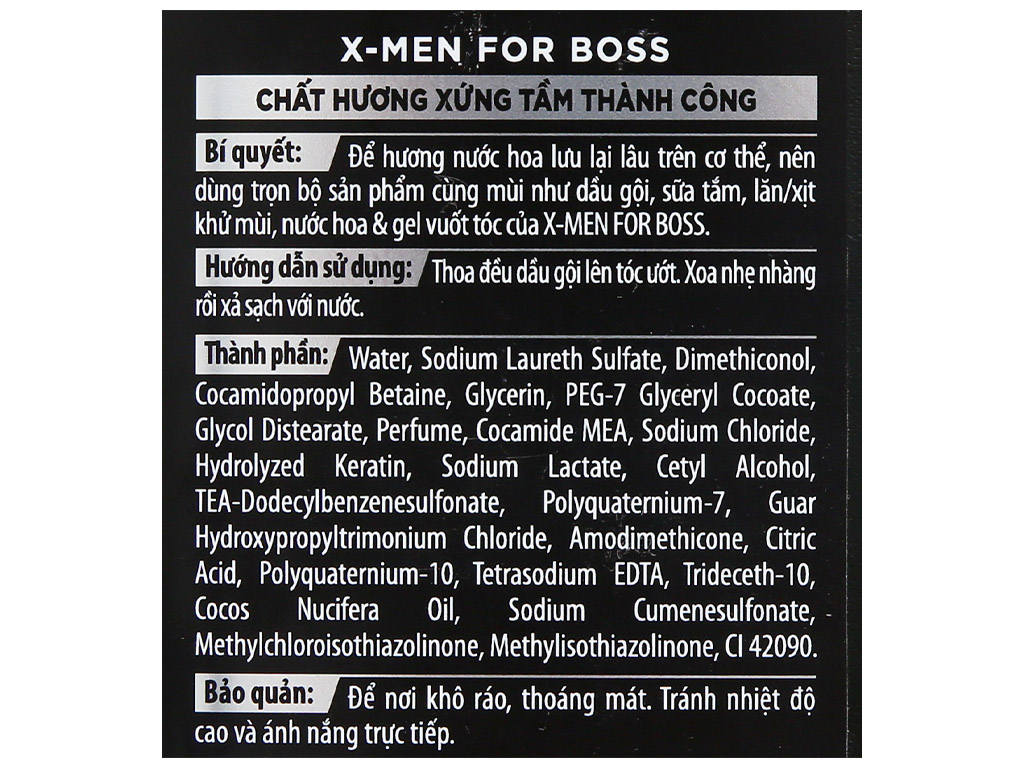 X-MEN FOR BOSS
CHẤT HƯƠNG XỨNG TẦM THÀNH CÔNG
Bí quyết: Để hương nước hoa lưu lại lâu trên cơ thể, nên
dùng trọn bộ sản phẩm cùng mùi như dầu gội, sữa tắm, lăn/xịt
khử mùi, nước hoa & gel vuốt tóc của X-MEN FOR BOSS.
Hướng dẫn sử dụng: Thoa đều dầu gội lên tóc ướt. Xoa nhẹ nhàng
rồi xả sạch với nước.
Thành phần: Water, Sodium Laureth Sulfate, Dimethiconol,
Cocamidopropyl Betaine, Glycerin, PEG-7 Glyceryl Cocoate,
Glycol Distearate, Perfume, Cocamide MEA, Sodium Chloride,
Hydrolyzed Keratin, Sodium Lactate, Cetyl Alcohol,
TEA-Dodecylbenzenesulfonate, Polyquaternium-7, Guar
Hydroxypropyltrimonium Chloride, Amodimethicone, Citric
Acid, Polyquaternium-10, Tetrasodium EDTA, Trideceth-10,
Cocos Nucifera Oil, Sodium Cumenesulfonate,
Methylchloroisothiazolinone, Methylisothiazolinone, CI 42090.
Bảo quản: Để nơi khô ráo, thoáng mát. Tránh nhiệt độ
cao và ánh nắng trực tiếp.